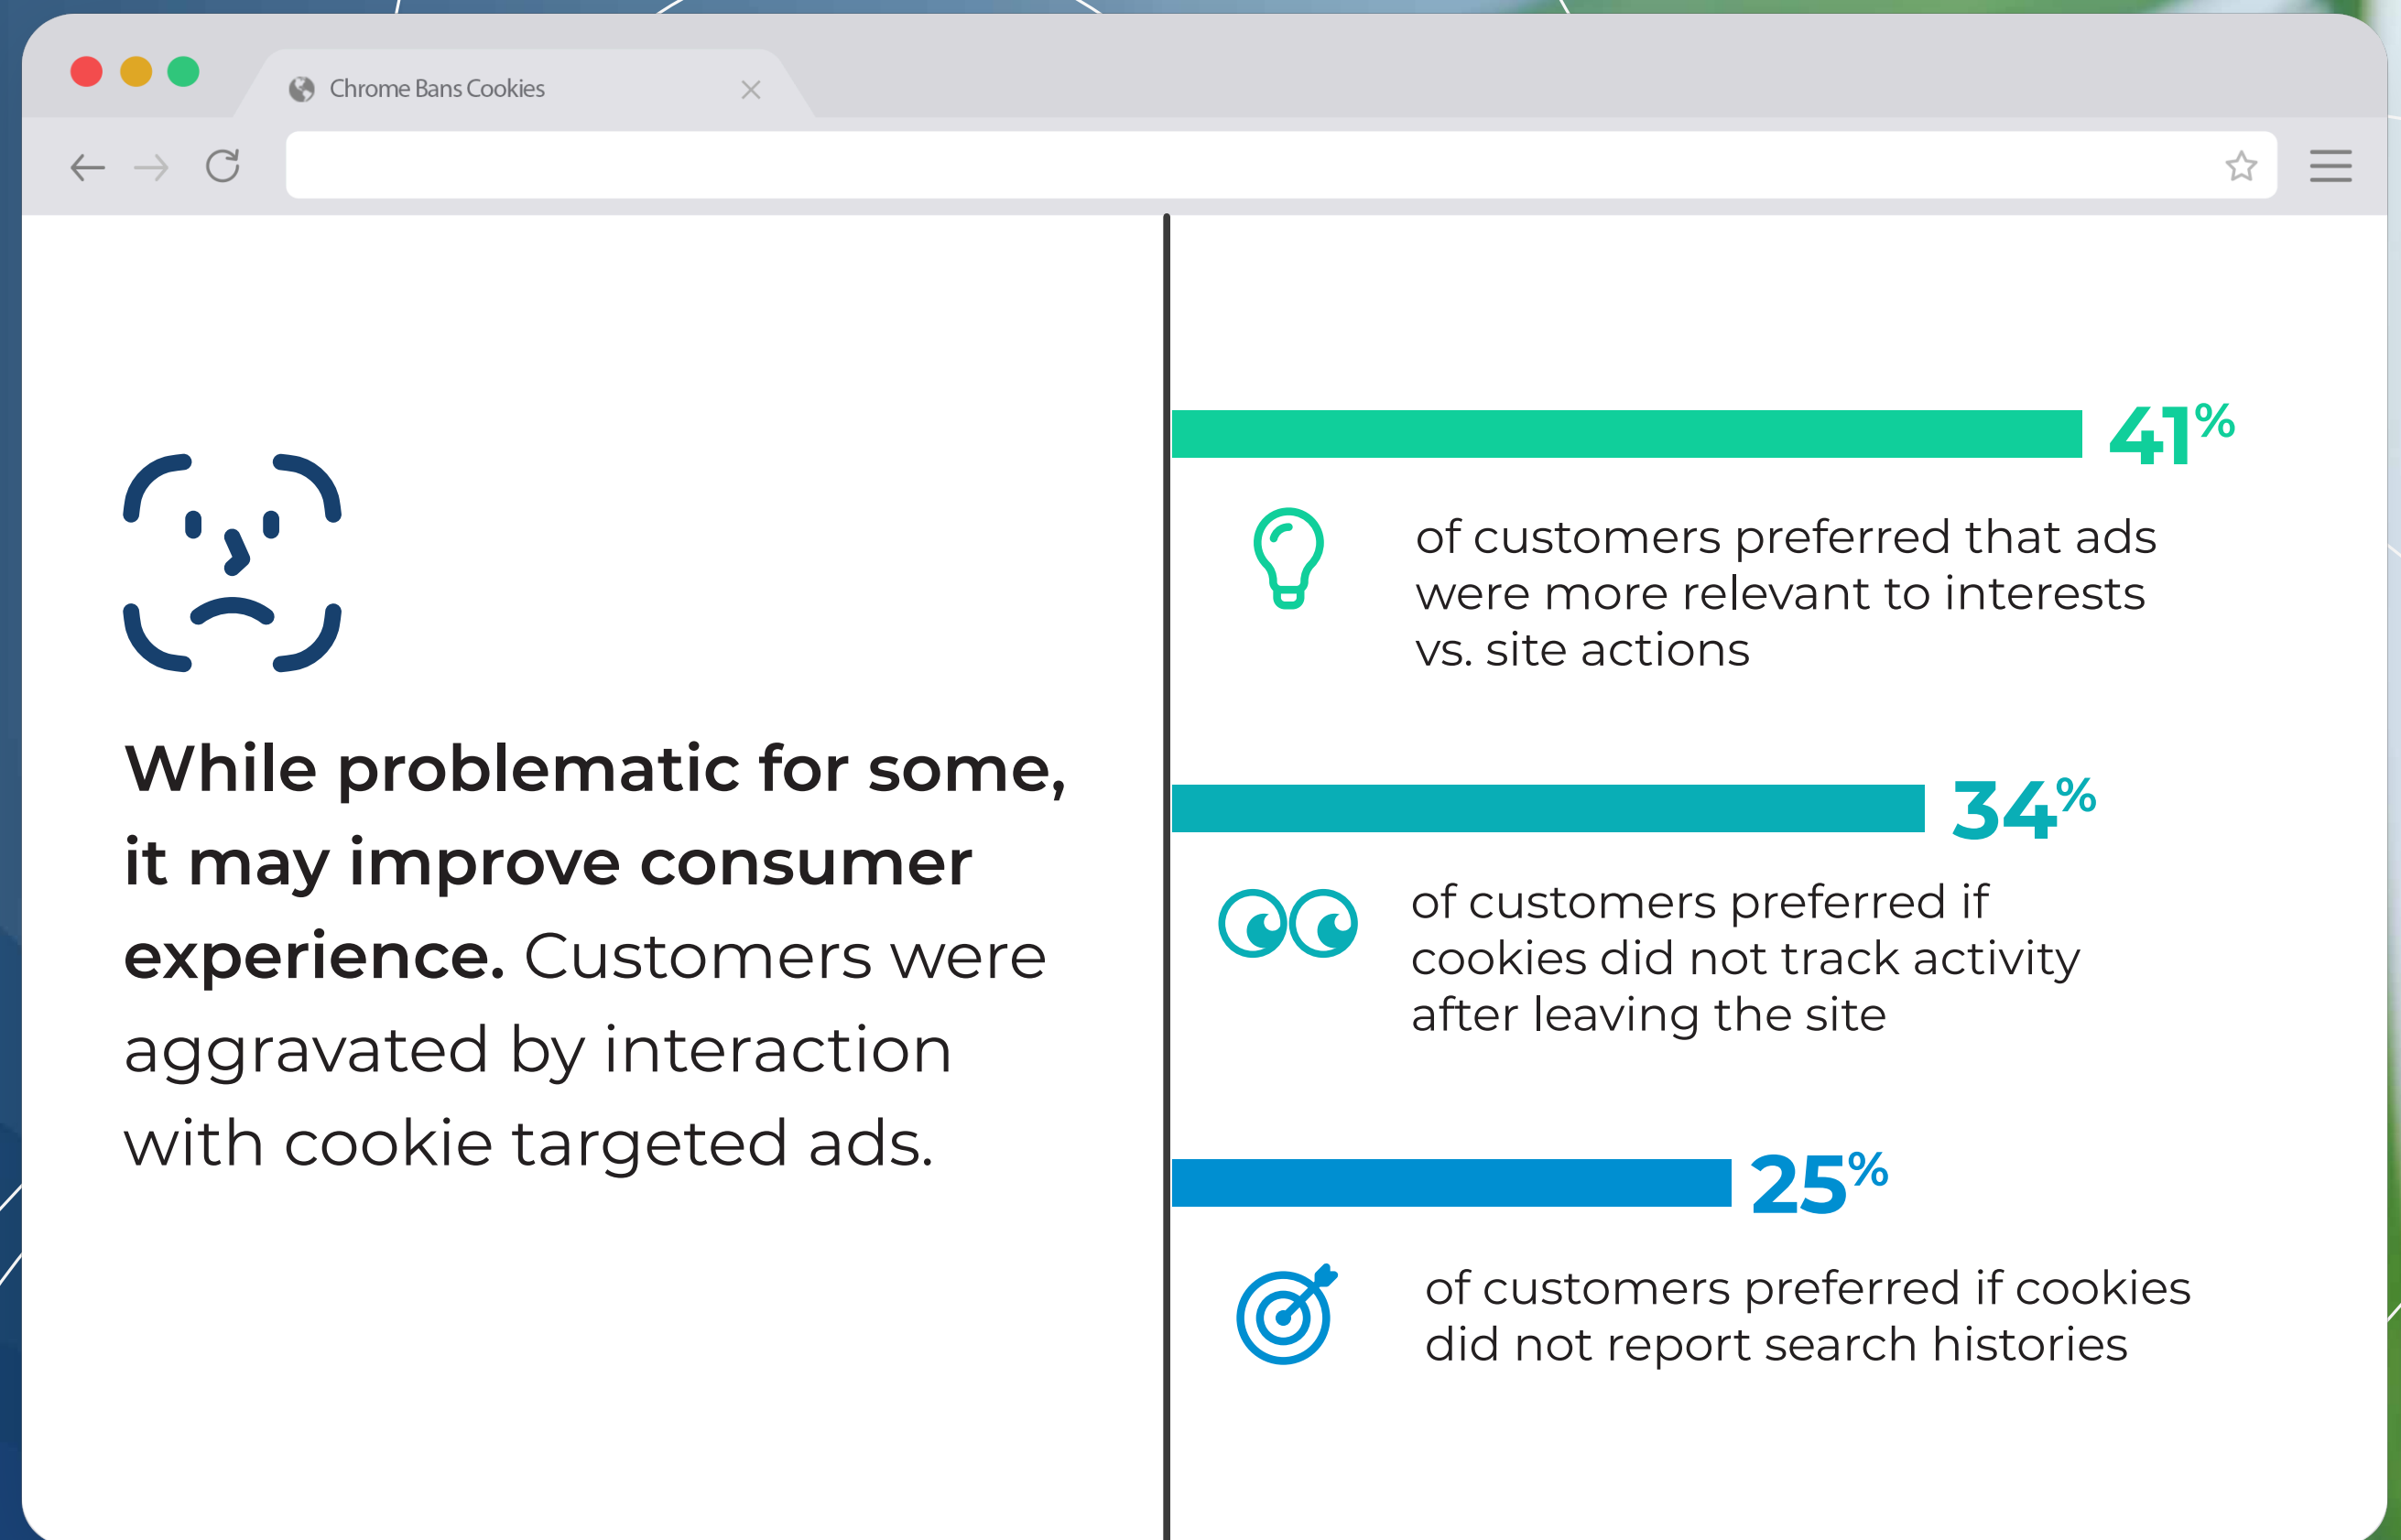 Chrome Bans Cookies
While problematic for some,
it may improve consumer
experience. Customers were
aggravated by interaction
with cookie targeted ads.
41%
of customers preferred that ads
were more relevant to interests
vs. site actions
34%
of customers preferred if
cookies did not track activity
after leaving the site
25%
of customers preferred if cookies
did not report search histories